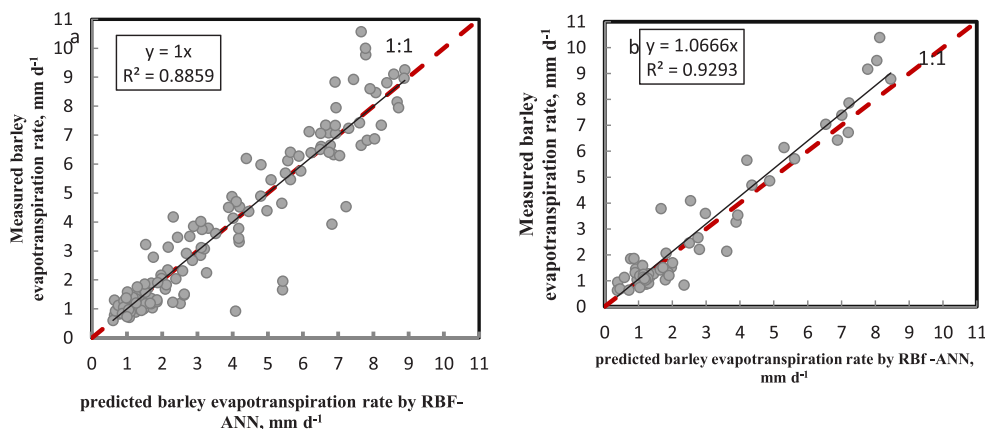 a
y = 1x
R² = 0.8859
1:1
Measured barley
evapotranspiration rate, mm d⁻¹
11
10
9
8
7
6
5
4
3
2
1
0
0 1 2 3 4 5 6 7 8 9 10 11
predicted barley evapotranspiration rate by RBF-
ANN, mm d⁻¹
b
y = 1.0666x
R² = 0.9293
1:1
Measured barley
evapotranspiration rate, mm d⁻¹
11
10
9
8
7
6
5
4
3
2
1
0
0 1 2 3 4 5 6 7 8 9 10 11
predicted barley evapotranspiration rate by RBf -ANN,
mm d⁻¹